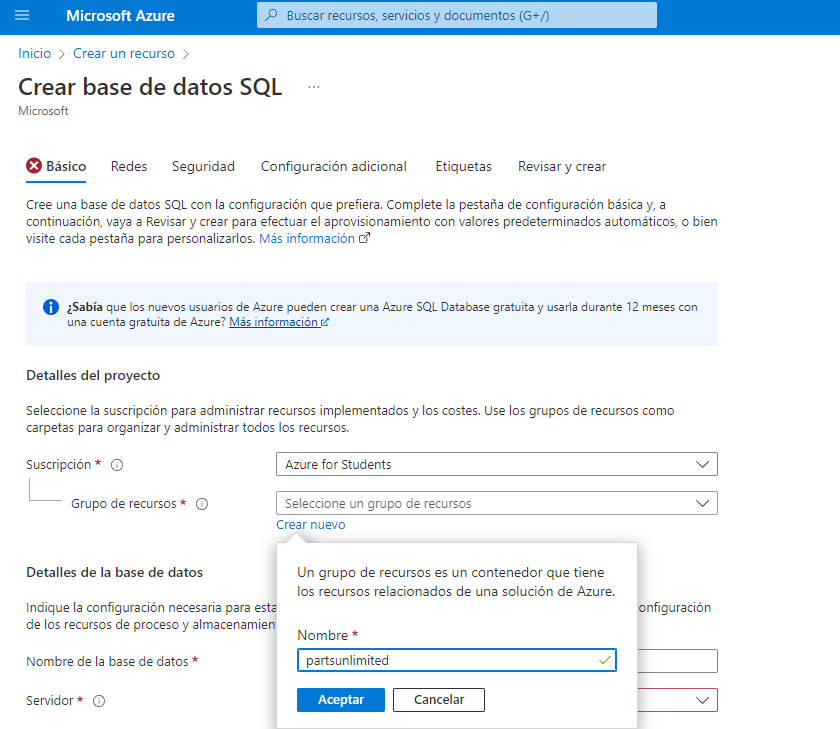 Microsoft Azure
Buscar recursos, servicios y documentos (G+/)
Inicio > Crear un recurso >
Crear base de datos SQL ...
Microsoft
Básico Redes Seguridad Configuración adicional Etiquetas Revisar y crear
Cree una base de datos SQL con la configuración que prefiera. Complete la pestaña de configuración básica y, a
continuación, vaya a Revisar y crear para efectuar el aprovisionamiento con valores predeterminados automáticos, o bien
visite cada pestaña para personalizarlos. Más información
¿Sabía que los nuevos usuarios de Azure pueden crear una Azure SQL Database gratuita y usarla durante 12 meses con
una cuenta gratuita de Azure? Más información
Detalles del proyecto
Seleccione la suscripción para administrar recursos implementados y los costes. Use los grupos de recursos como
carpetas para organizar y administrar todos los recursos.
Suscripción *
Azure for Students
Grupo de recursos *
Seleccione un grupo de recursos
Crear nuevo
Un grupo de recursos es un contenedor que tiene
los recursos relacionados de una solución de Azure.
Nombre *
partsunlimited
Aceptar Cancelar
Detalles de la base de datos
Indique la configuración necesaria para esta onfiguración
de los recursos de proceso y almacenamien
Nombre de la base de datos *
Servidor *